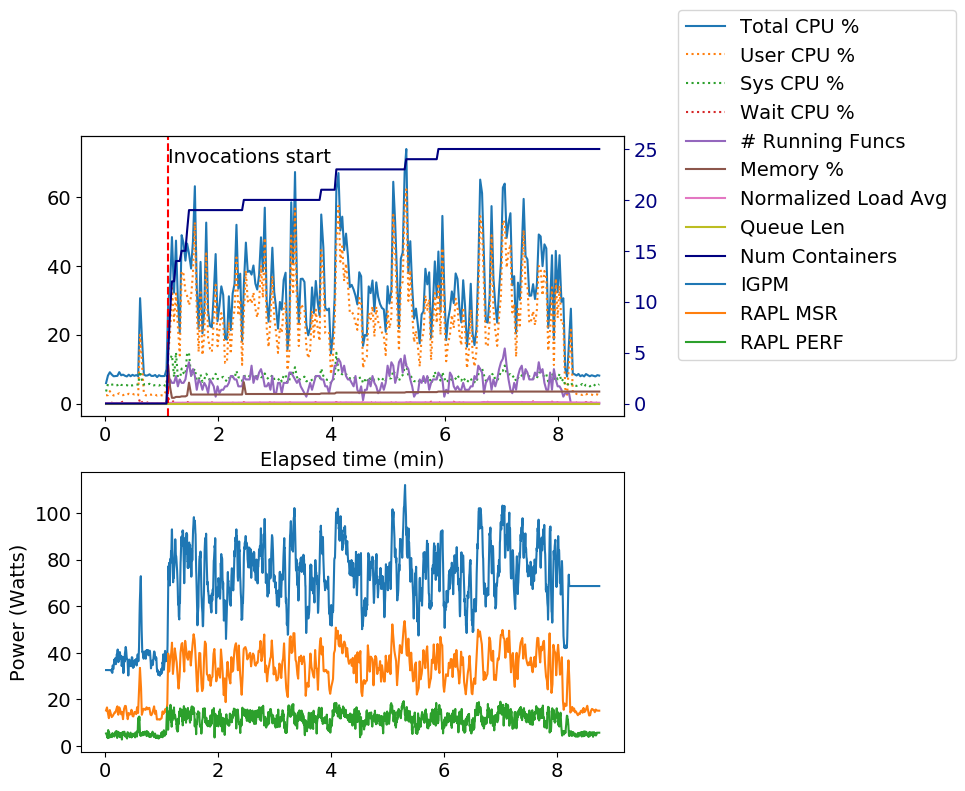 Total CPU %
User CPU %
Sys CPU %
Wait CPU %
# Running Funcs
Memory %
Normalized Load Avg
Queue Len
Num Containers
IGPM
RAPL MSR
RAPL PERF
Invocations start
60
40
20
0
25
20
15
10
5
0
0 2 4 6 8
Elapsed time (min)
Power (Watts)
100
80
60
40
20
0
0 2 4 6 8